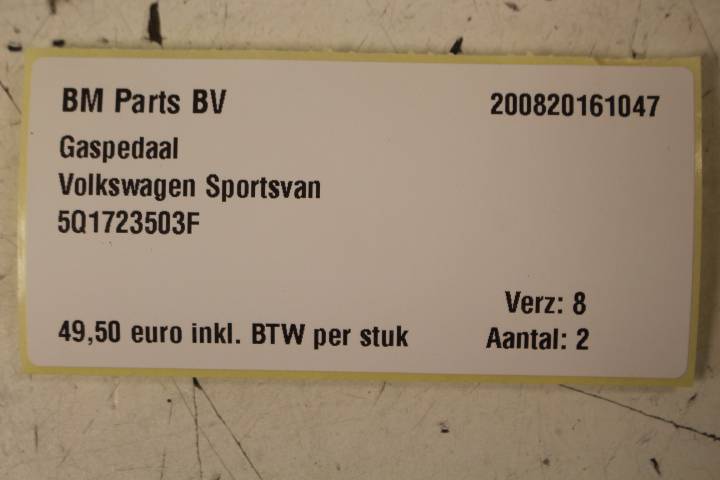 BM Parts BV 200820161047
Gaspedaal
Volkswagen Sportsvan
5Q1723503F
Verz: 8
49,50 euro inkl. BTW per stuk Aantal: 2